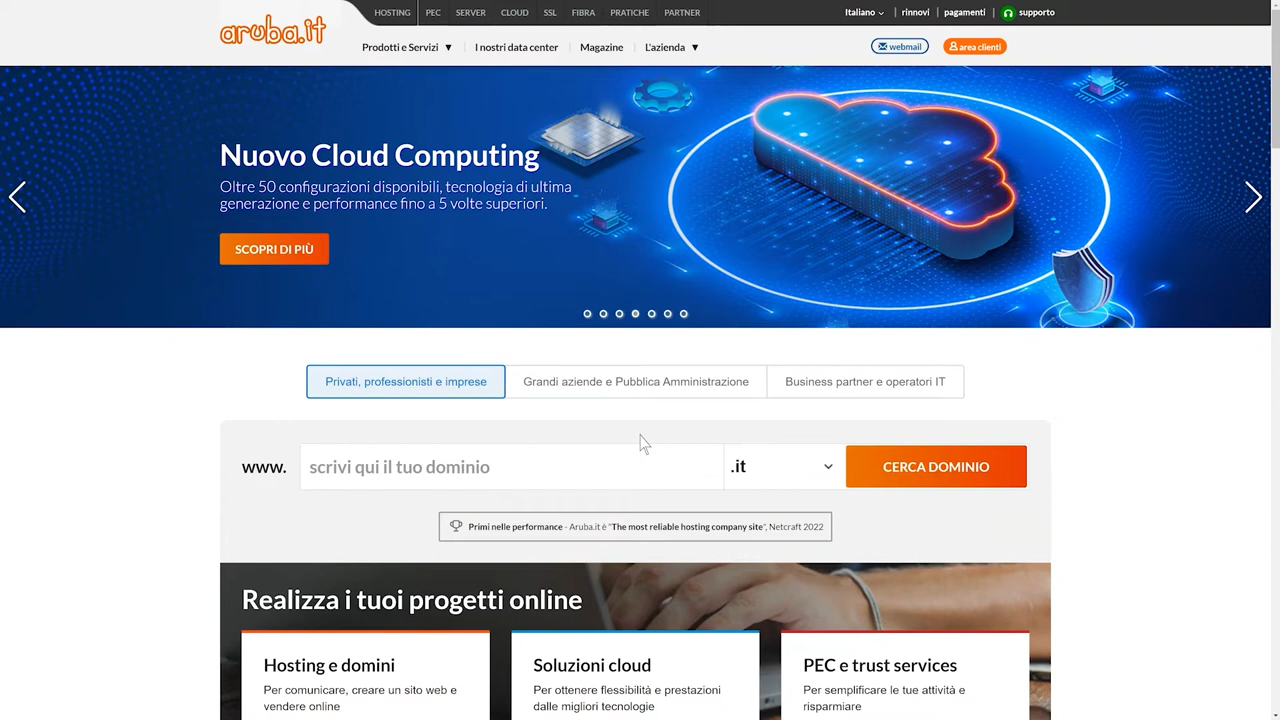 HOSTING PEC SERVER CLOUD SSL FIBRA PRATICHE PARTNER Italiano rinnovi pagamenti supporto
aruba.it
Prodotti e Servizi I nostri data center Magazine L'azienda webmail area clienti
Nuovo Cloud Computing
Oltre 50 configurazioni disponibili, tecnologia di ultima
generazione e performance fino a 5 volte superiori.
SCOPRI DI PIÙ
Privati, professionisti e imprese Grandi aziende e Pubblica Amministrazione Business partner e operatori IT
www. scrivi qui il tuo dominio .it CERCA DOMINIO
Primi nelle performance - Aruba.it è "The most reliable hosting company site", Netcraft 2022
Realizza i tuoi progetti online
Hosting e domini
Per comunicare, creare un sito web e
vendere online
Soluzioni cloud
Per ottenere flessibilità e prestazioni
dalle migliori tecnologie
PEC e trust services
Per semplificare le tue attività e
risparmiare